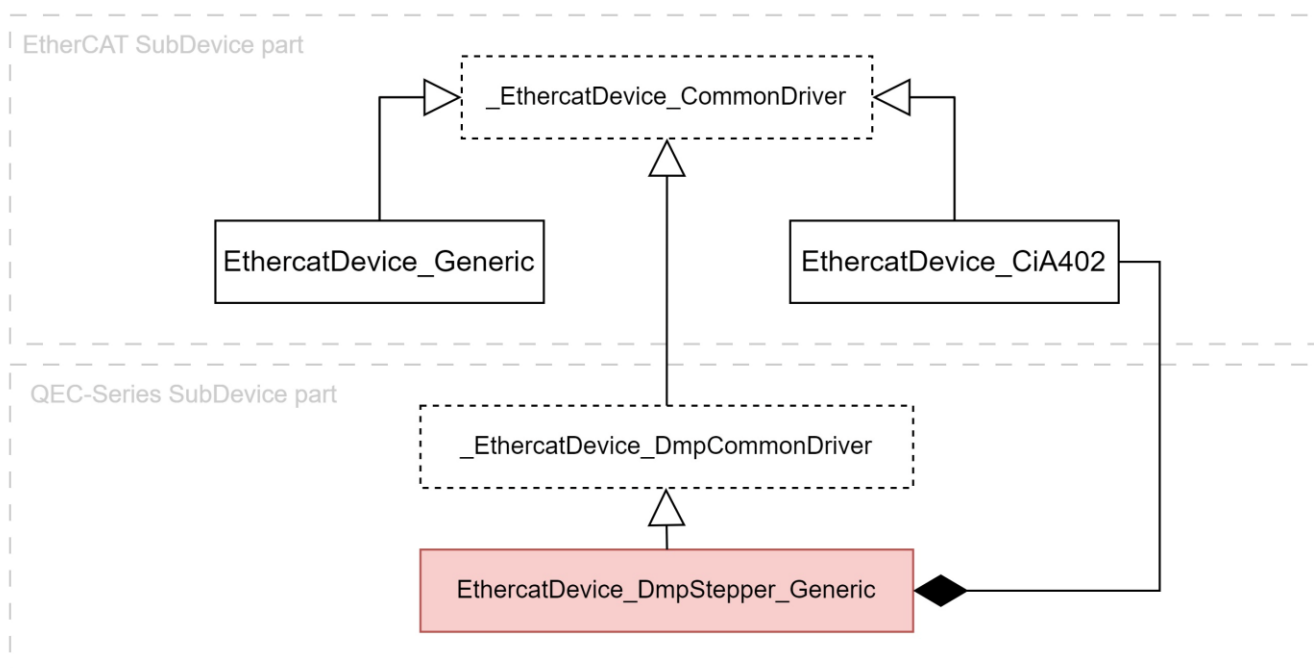 EtherCAT SubDevice part
_EthercatDevice_CommonDriver
EthercatDevice_Generic
EthercatDevice_CiA402
QEC-Series SubDevice part
_EthercatDevice_DmpCommonDriver
EthercatDevice_DmpStepper_Generic